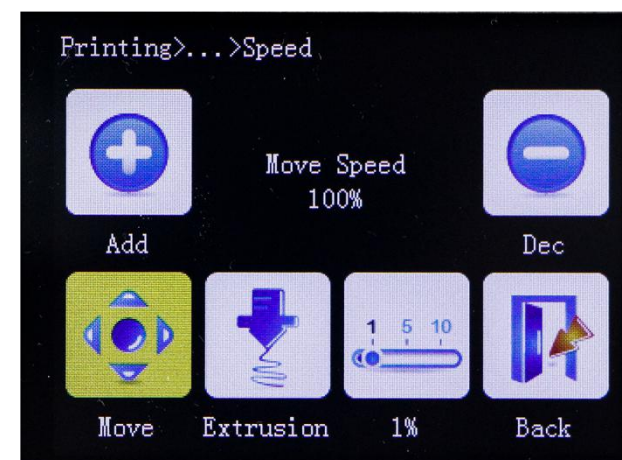 Printing>...>Speed
Move Speed
100%
Add
Dec
1 5 10
Move
Extrusion
1%
Back